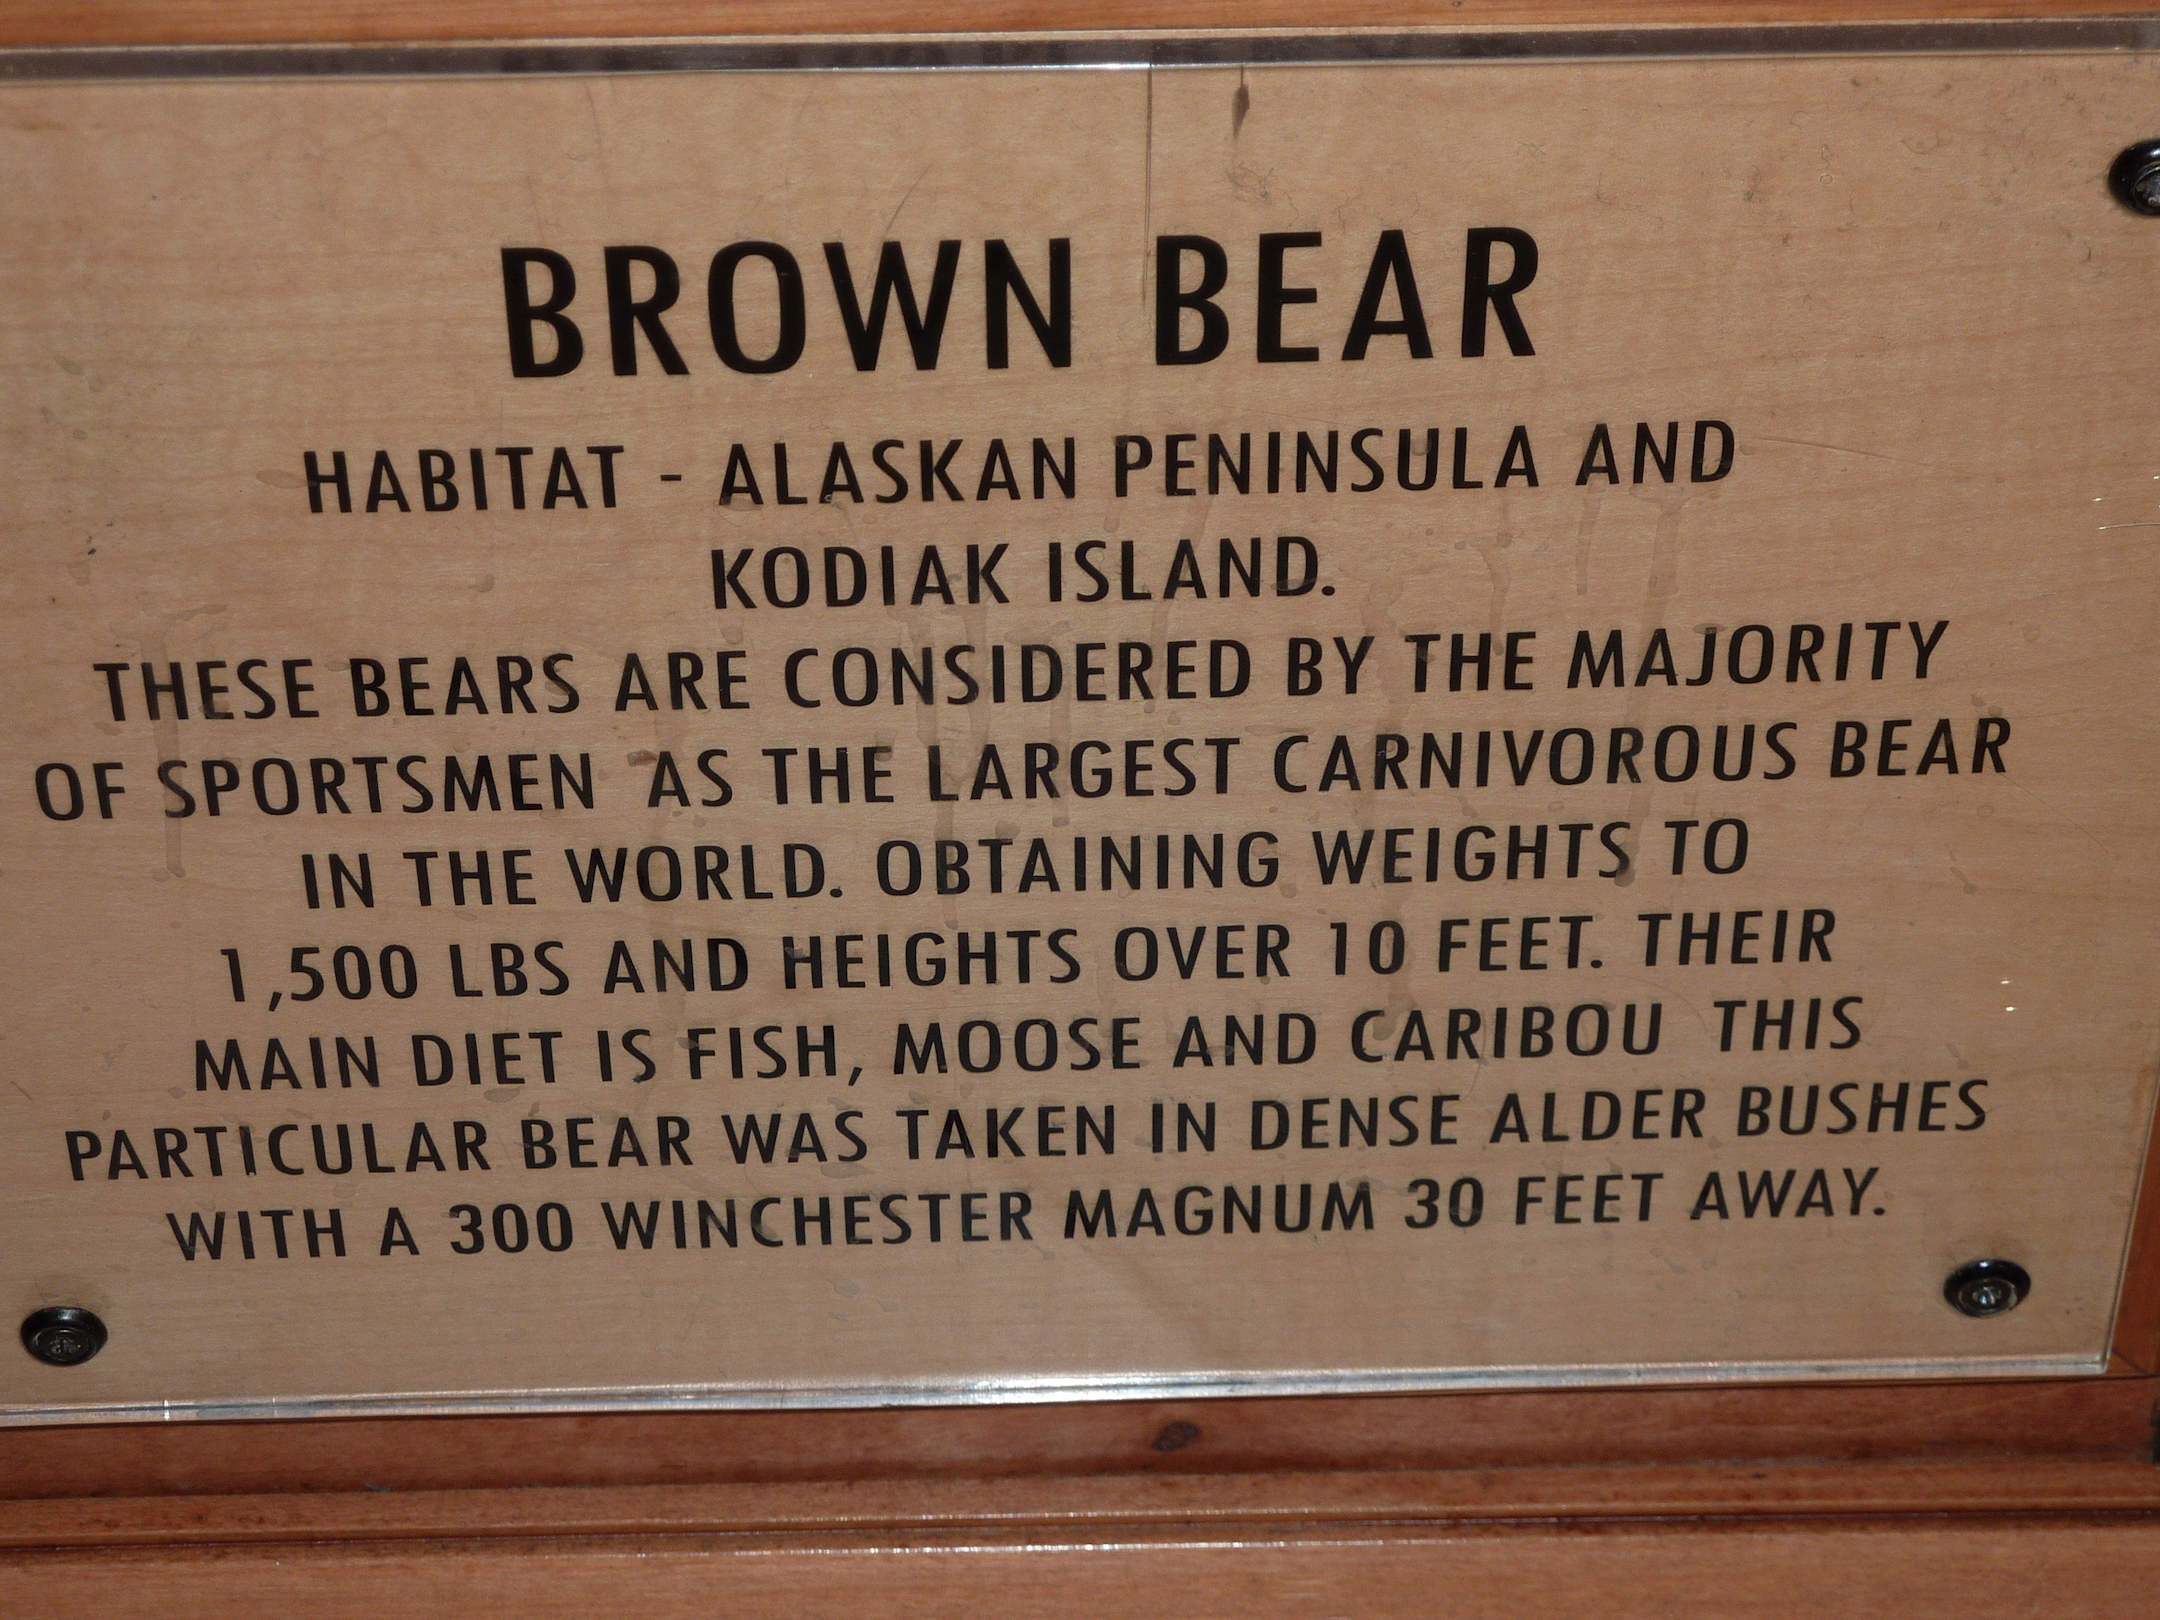 BROWN BEAR
HABITAT - ALASKAN PENINSULA AND
KODIAK ISLAND.
THESE BEARS ARE CONSIDERED BY THE MAJORITY
OF SPORTSMEN AS THE LARGEST CARNIVOROUS BEAR
IN THE WORLD. OBTAINING WEIGHTS TO
1,500 LBS AND HEIGHTS OVER 10 FEET. THEIR
MAIN DIET IS FISH, MOOSE AND CARIBOU THIS
PARTICULAR BEAR WAS TAKEN IN DENSE ALDER BUSHES
WITH A 300 WINCHESTER MAGNUM 30 FEET AWAY.